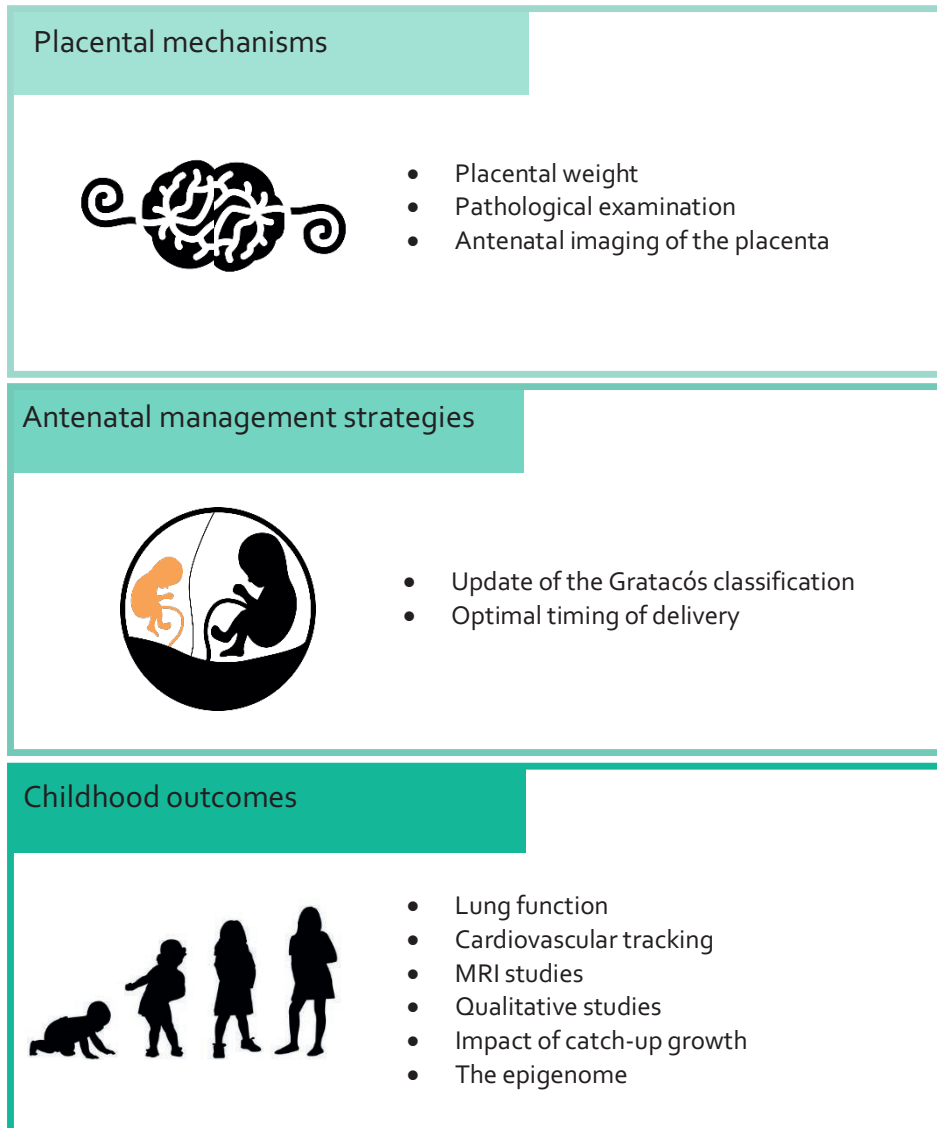 Placental mechanisms
• Placental weight
• Pathological examination
• Antenatal imaging of the placenta
Antenatal management strategies
• Update of the Gratacós classification
• Optimal timing of delivery
Childhood outcomes
• Lung function
• Cardiovascular tracking
• MRI studies
• Qualitative studies
• Impact of catch-up growth
• The epigenome